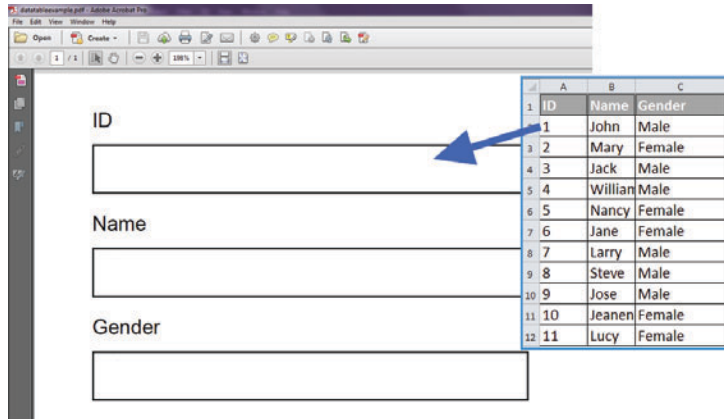 datatableexample.pdf - Adobe Acrobat Pro
File Edit View Window Help
Open Create
1 / 1 198%
ID
Name
Gender
A B C
1 ID Name Gender
1 John Male
3 2 Mary Female
4 3 Jack Male
5 4 Willian Male
6 5 Nancy Female
7 6 Jane Female
8 7 Larry Male
9 8 Steve Male
10 9 Jose Male
11 10 Jeanen Female
12 11 Lucy Female